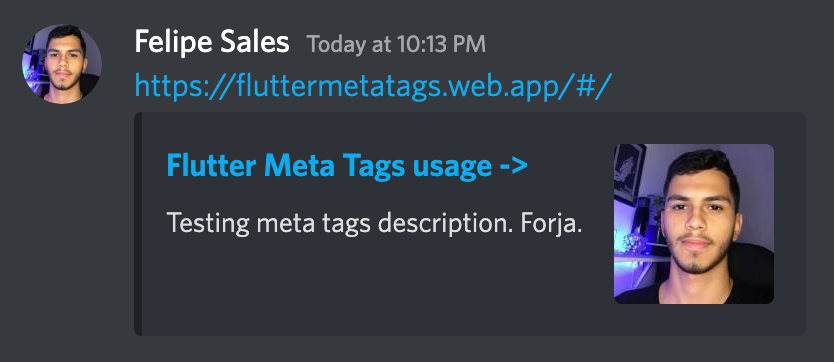 Felipe Sales Today at 10:13 PM
https://fluttermetatags.web.app/#/
Flutter Meta Tags usage ->
Testing meta tags description. Forja.